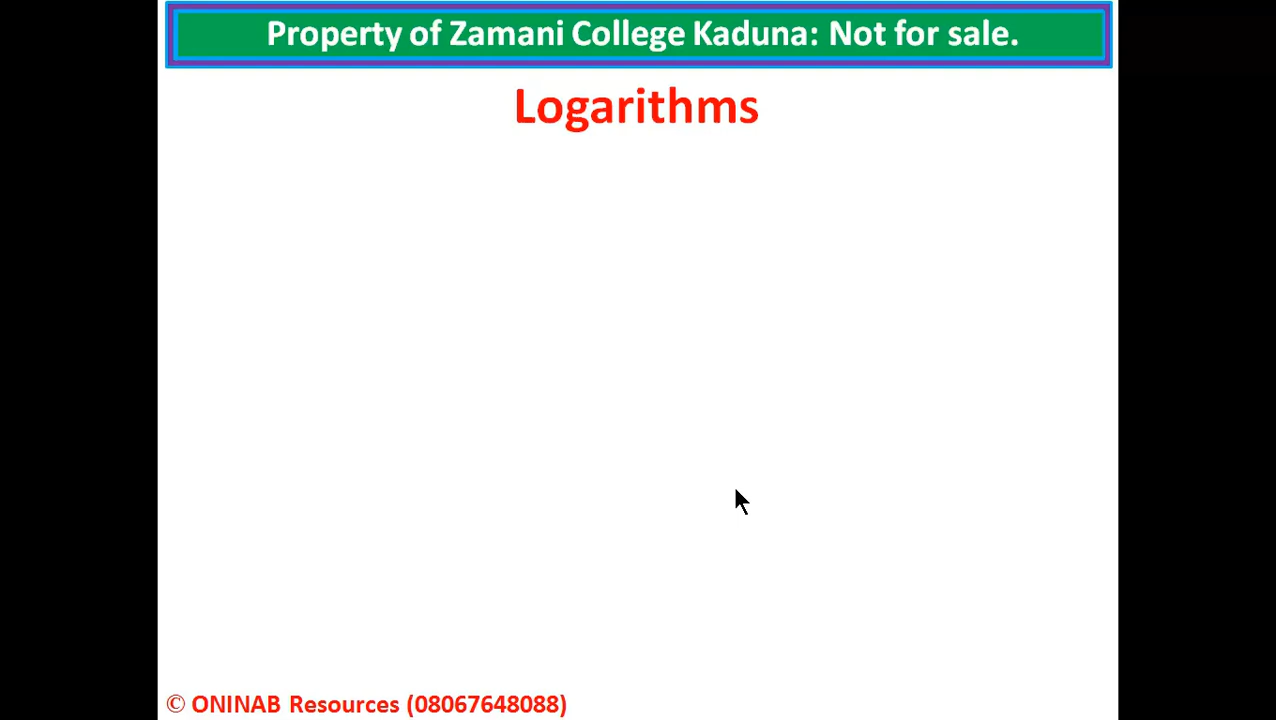 Property of Zamani College Kaduna: Not for sale.
Logarithms
© ONINAB Resources (08067648088)